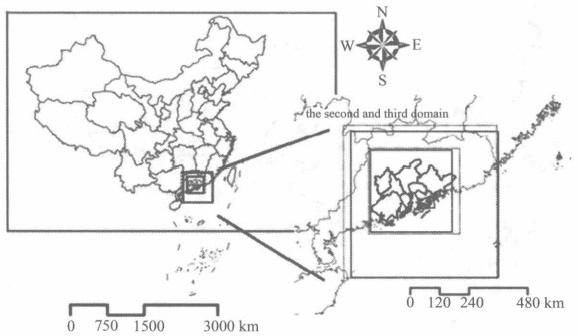 N
W E
S
the second and third domain
0 120 240 480 km
0 750 1500 3000 km